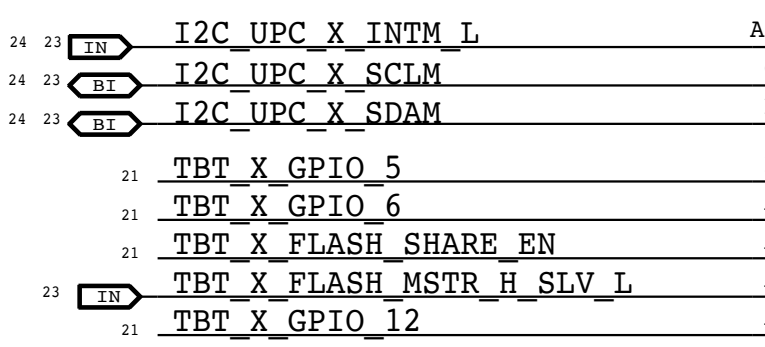 24 23 IN I2C_UPC_X_INTM_L A
24 23 BI I2C_UPC_X_SCLM
24 23 BI I2C_UPC_X_SDAM
21 TBT_X_GPIO_5
21 TBT_X_GPIO_6
21 TBT_X_FLASH_SHARE_EN
23 IN TBT_X_FLASH_MSTR_H_SLV_L
21 TBT_X_GPIO_12